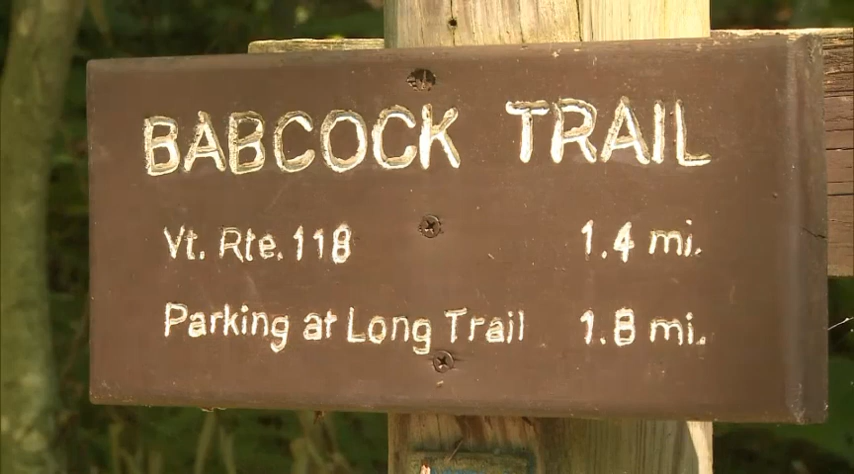 BABCOCK TRAIL
Vt. Rte. 118 1.4 mi.
Parking at Long Trail 1.8 mi.